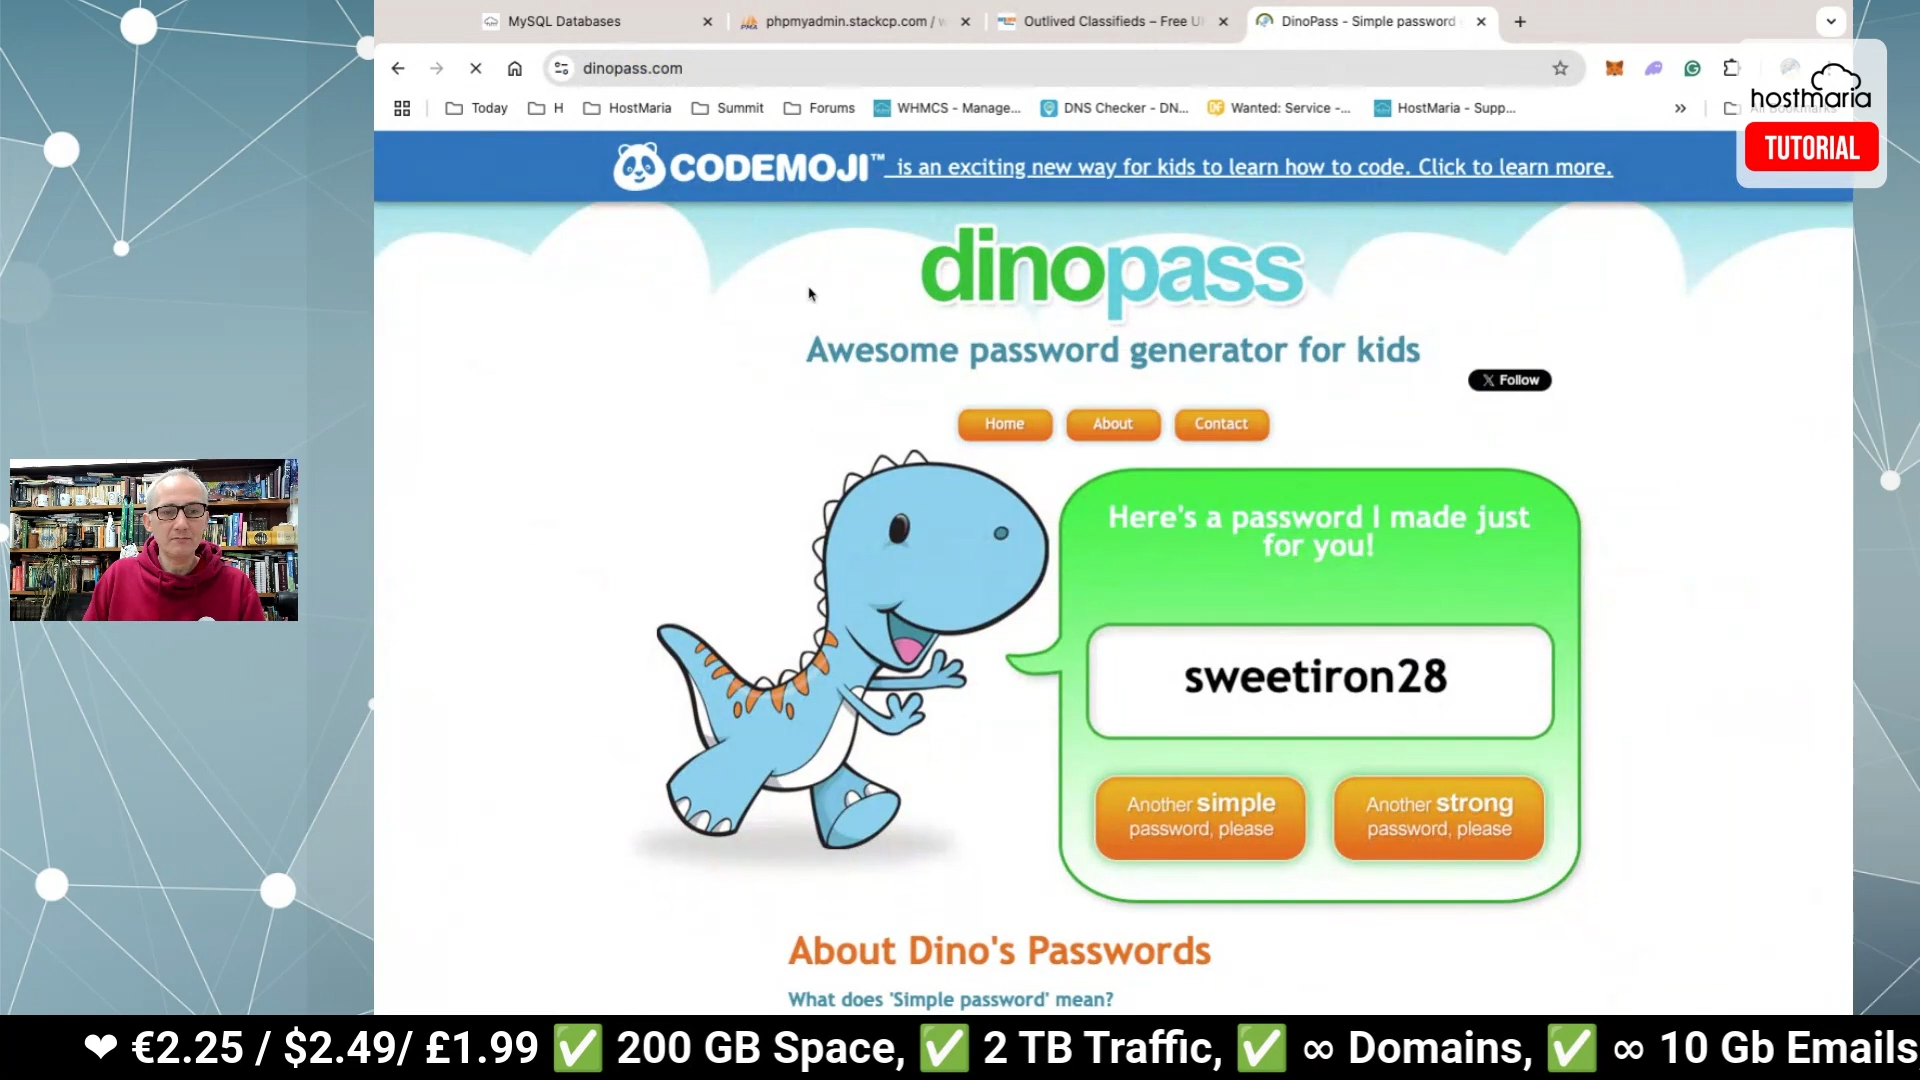 MySQL Databases
phpmyadmin.stackcp.com / w
Outlived Classifieds – Free U
DinoPass - Simple password
dinopass.com
Today
H
HostMaria
Summit
Forums
WHMCS - Manage...
DNS Checker - DN...
Wanted: Service -...
HostMaria - Supp...
hostmaria
TUTORIAL
CODEMOJI™ is an exciting new way for kids to learn how to code. Click to learn more.
dinopass
Awesome password generator for kids
X Follow
Home
About
Contact
Here's a password I made just
for you!
sweetiron28
Another simple
password, please
Another strong
password, please
About Dino's Passwords
What does 'Simple password' mean?
❤ €2.25 / $2.49/ £1.99 ✅ 200 GB Space, ✅ 2 TB Traffic, ✅ ∞ Domains, ✅ ∞ 10 Gb Emails